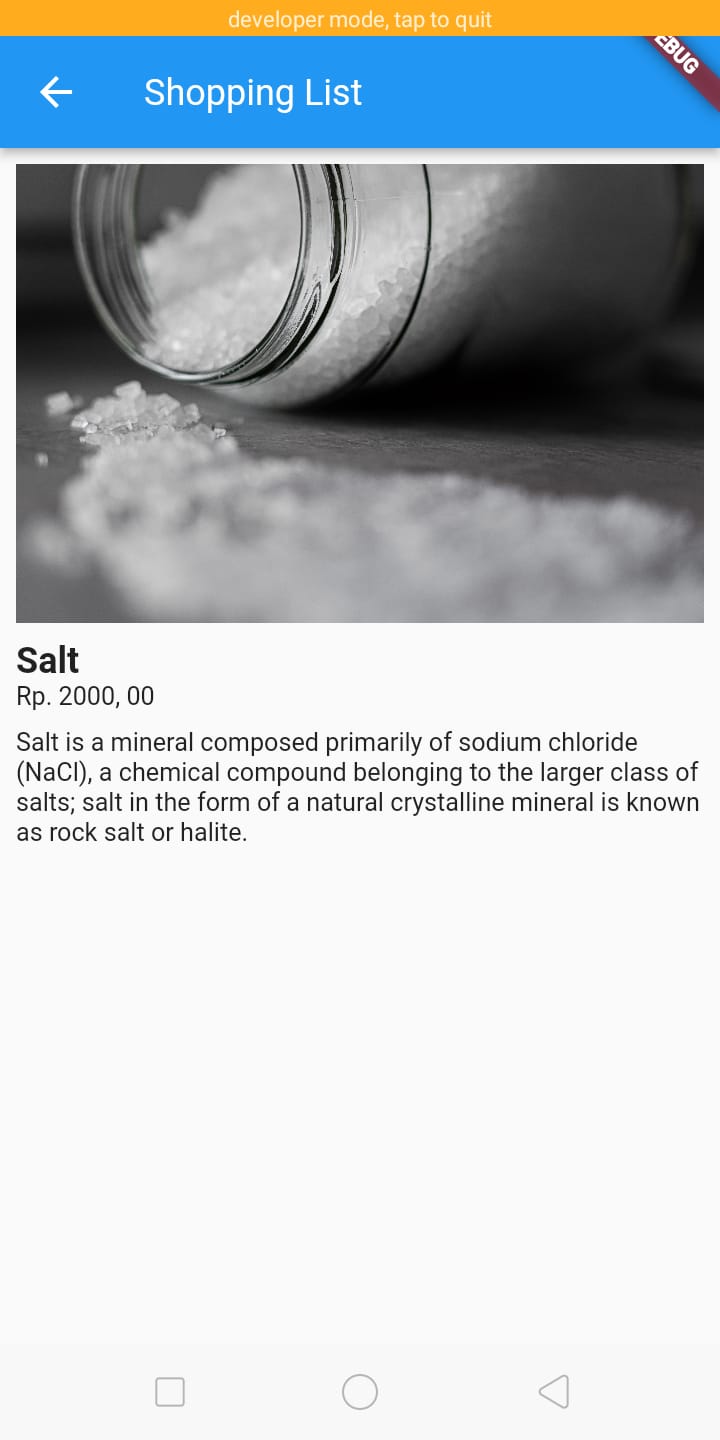 developer mode, tap to quit
EBUG
Shopping List
Salt
Rp. 2000, 00
Salt is a mineral composed primarily of sodium chloride
(NaCl), a chemical compound belonging to the larger class of
salts; salt in the form of a natural crystalline mineral is known
as rock salt or halite.